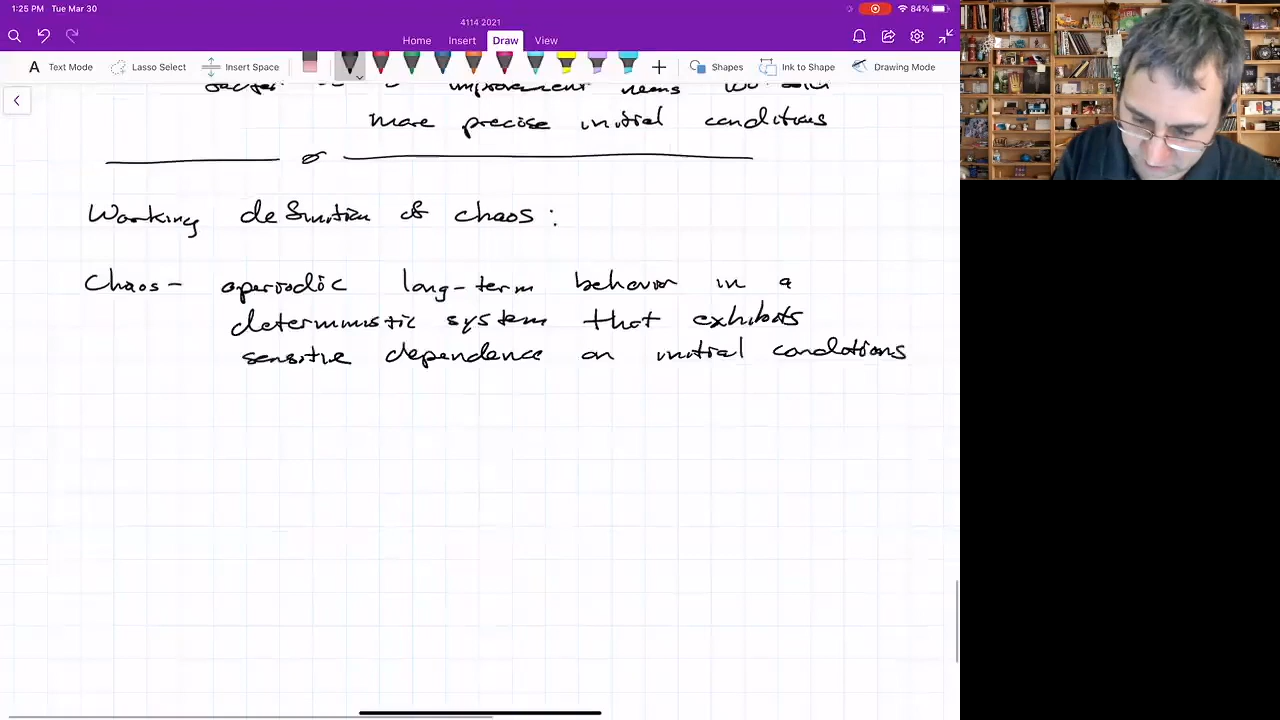 1:25 PM Tue Mar 30
84%
4114 2021
Home Insert Draw View
Text Mode Lasso Select Insert Space Shapes Ink to Shape Drawing Mode
improvement means
more precise initial conditions
Working definition of chaos:
Chaos- aperiodic long-term behavior in a
deterministic system that exhibits
sensitive dependence on initial conditions